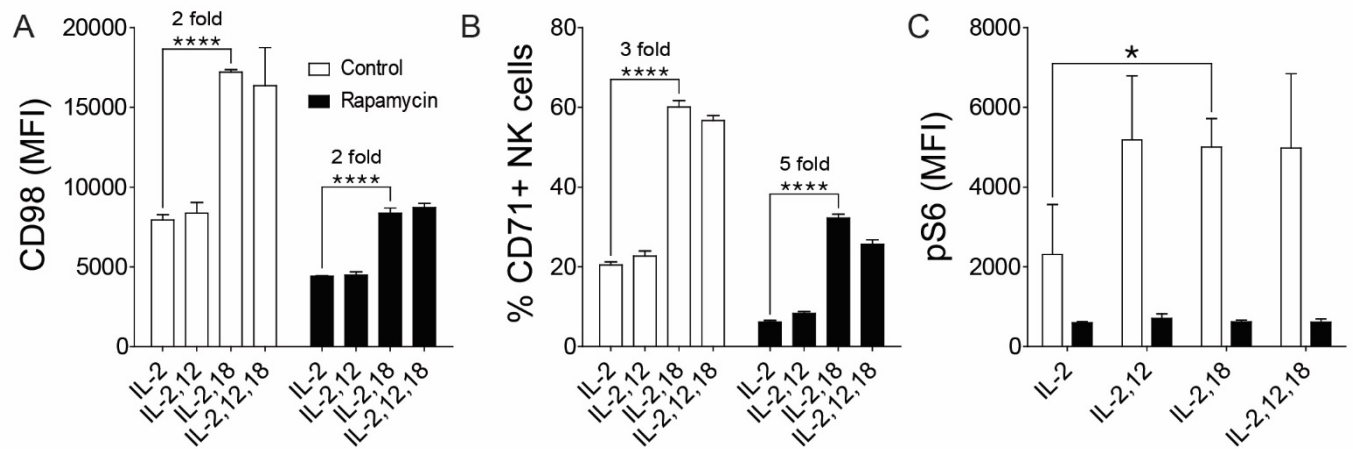 A
CD98 (MFI)
20000
15000
10000
5000
0
2 fold
****
2 fold
****
Control
Rapamycin
IL-2
IL-2,12
IL-2,18
IL-2,12,18
IL-2
IL-2,12
IL-2,18
IL-2,12,18
B
% CD71+ NK cells
80
60
40
20
0
3 fold
****
5 fold
****
IL-2
IL-2,12
IL-2,18
IL-2,12,18
IL-2
IL-2,12
IL-2,18
IL-2,12,18
C
pS6 (MFI)
8000
6000
4000
2000
0
*
IL-2
IL-2,12
IL-2,18
IL-2,12,18